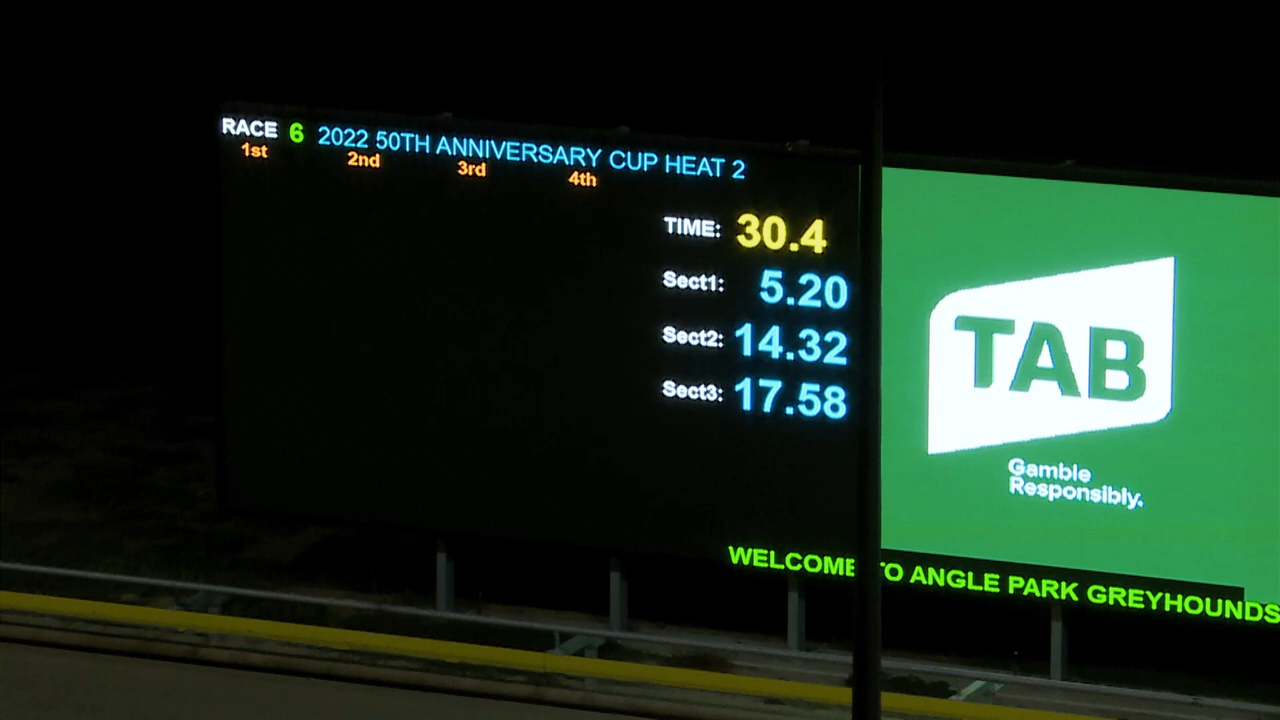 RACE 6 2022 50TH ANNIVERSARY CUP HEAT 2
1st 2nd 3rd 4th
TIME: 30.4
Sect1: 5.20
Sect2: 14.32
Sect3: 17.58
TAB
Gamble
Responsibly.
WELCOME TO ANGLE PARK GREYHOUNDS